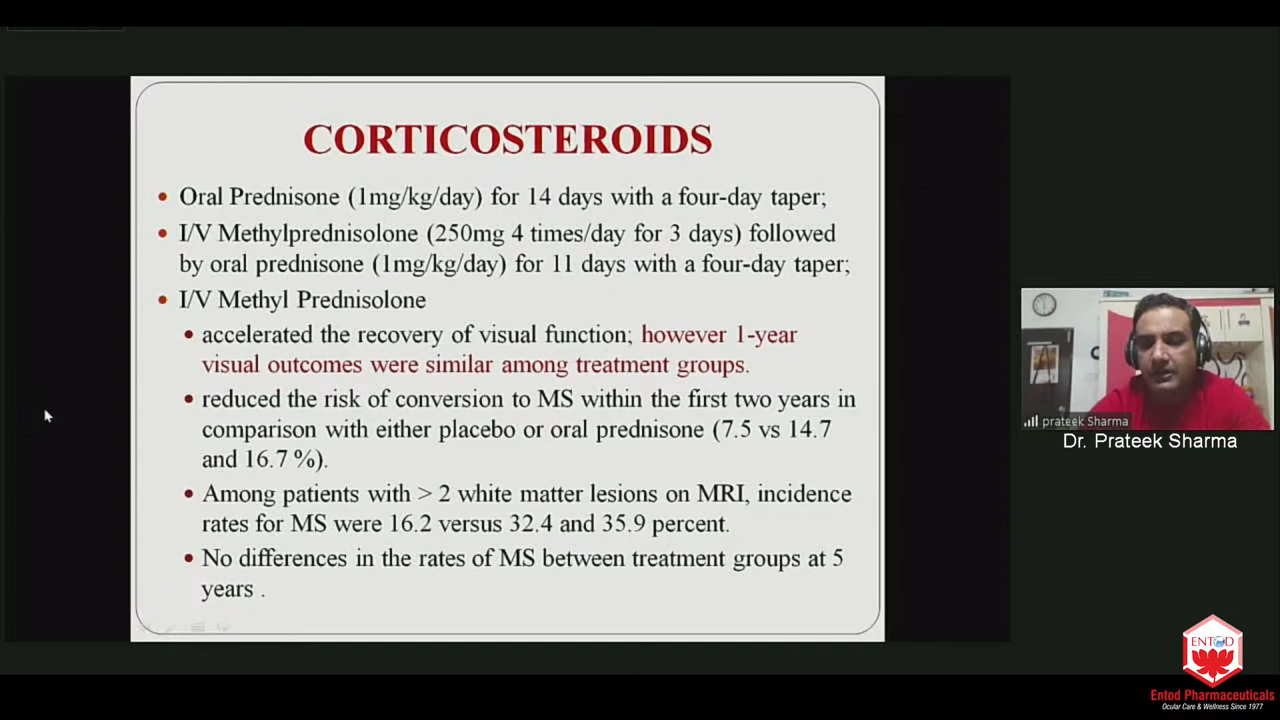 CORTICOSTEROIDS
• Oral Prednisone (1mg/kg/day) for 14 days with a four-day taper;
• I/V Methylprednisolone (250mg 4 times/day for 3 days) followed
by oral prednisone (1mg/kg/day) for 11 days with a four-day taper;
• I/V Methyl Prednisolone
• accelerated the recovery of visual function; however 1-year
visual outcomes were similar among treatment groups.
• reduced the risk of conversion to MS within the first two years in
comparison with either placebo or oral prednisone (7.5 vs 14.7
and 16.7 %).
• Among patients with > 2 white matter lesions on MRI, incidence
rates for MS were 16.2 versus 32.4 and 35.9 percent.
• No differences in the rates of MS between treatment groups at 5
years .
prateek Sharma
Dr. Prateek Sharma
ENTOD
Entod Pharmaceuticals
Ocular Care & Wellness Since 1977